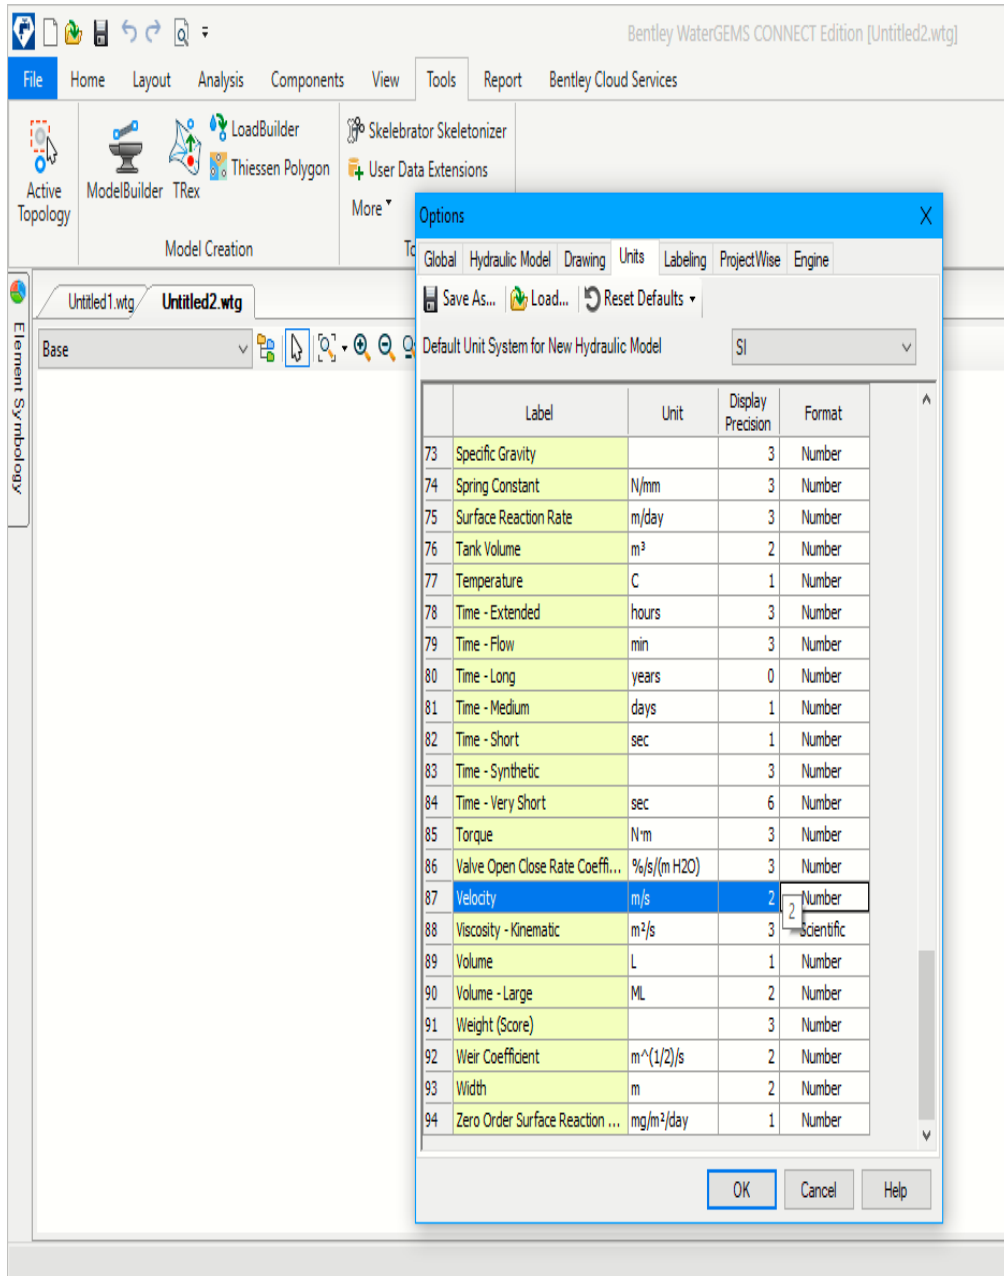 Bentley WaterGEMS CONNECT Edition [Untitled2.wtg]
File Home Layout Analysis Components View Tools Report Bentley Cloud Services
Active Topology
ModelBuilder
TRex
LoadBuilder
Thiessen Polygon
Model Creation
Skelebrator Skeletonizer
User Data Extensions
More
To
Element Symbology
Untitled1.wtg Untitled2.wtg
Base
Options X
Global Hydraulic Model Drawing Units Labeling ProjectWise Engine
Save As... Load... Reset Defaults
Default Unit System for New Hydraulic Model SI
Label Unit Display Precision Format
73 Specific Gravity 3 Number
74 Spring Constant N/mm 3 Number
75 Surface Reaction Rate m/day 3 Number
76 Tank Volume m³ 2 Number
77 Temperature C 1 Number
78 Time - Extended hours 3 Number
79 Time - Flow min 3 Number
80 Time - Long years 0 Number
81 Time - Medium days 1 Number
82 Time - Short sec 1 Number
83 Time - Synthetic 3 Number
84 Time - Very Short sec 6 Number
85 Torque N·m 3 Number
86 Valve Open Close Rate Coeffi... %/s/(m H2O) 3 Number
87 Velocity m/s 2 Number
2
88 Viscosity - Kinematic m²/s 3 Scientific
89 Volume L 1 Number
90 Volume - Large ML 2 Number
91 Weight (Score) 3 Number
92 Weir Coefficient m^(1/2)/s 2 Number
93 Width m 2 Number
94 Zero Order Surface Reaction ... mg/m²/day 1 Number
OK Cancel Help